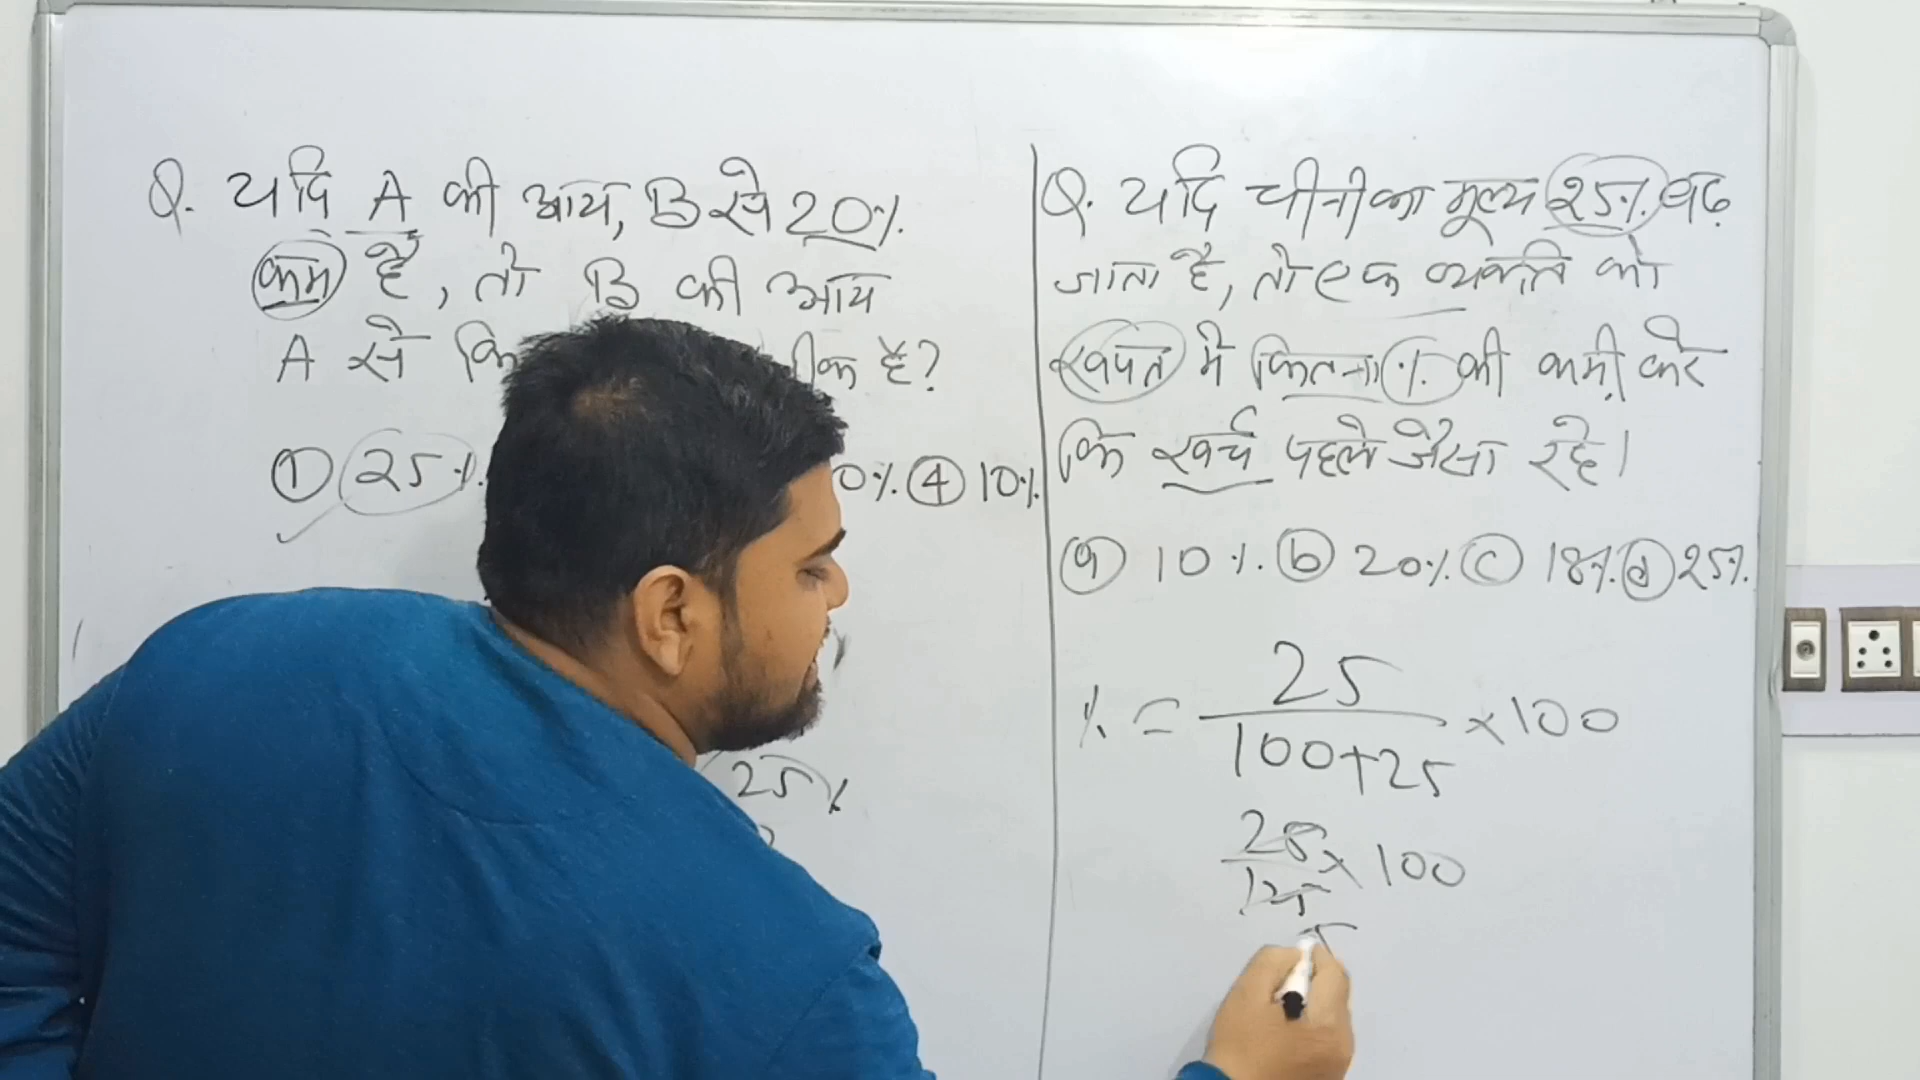 Q. यदि A की आय, B से 20%
कम है, तो B की आय
A से कि है?
① 25% 0% ④ 10%
25%
Q. यदि चीनी का मूल्य 25% बढ़
जाता है, तो एक व्यक्ति को
खपत मे कितना % की कमी करे
कि खर्च पहले जैसा रहे।
ⓐ 10% ⓑ 20% ⓒ 18% ⓓ 25%
% = 25 / 100+25 × 100
25 / 125 × 100
5